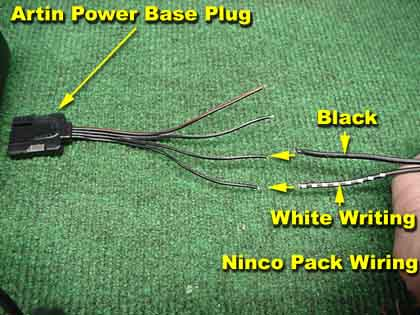 Artin Power Base Plug
Black
White Writing
Ninco Pack Wiring